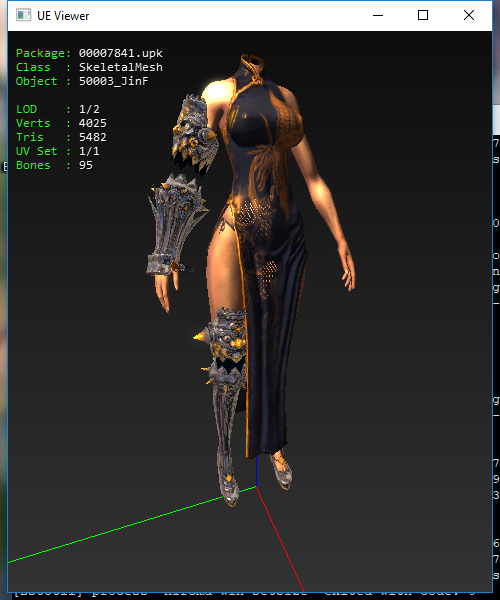 UE Viewer
Package: 00007841.upk
Class : SkeletalMesh
Object : 50003_JinF
LOD : 1/2
Verts : 4025
Tris : 5482
UV Set : 1/1
Bones : 95